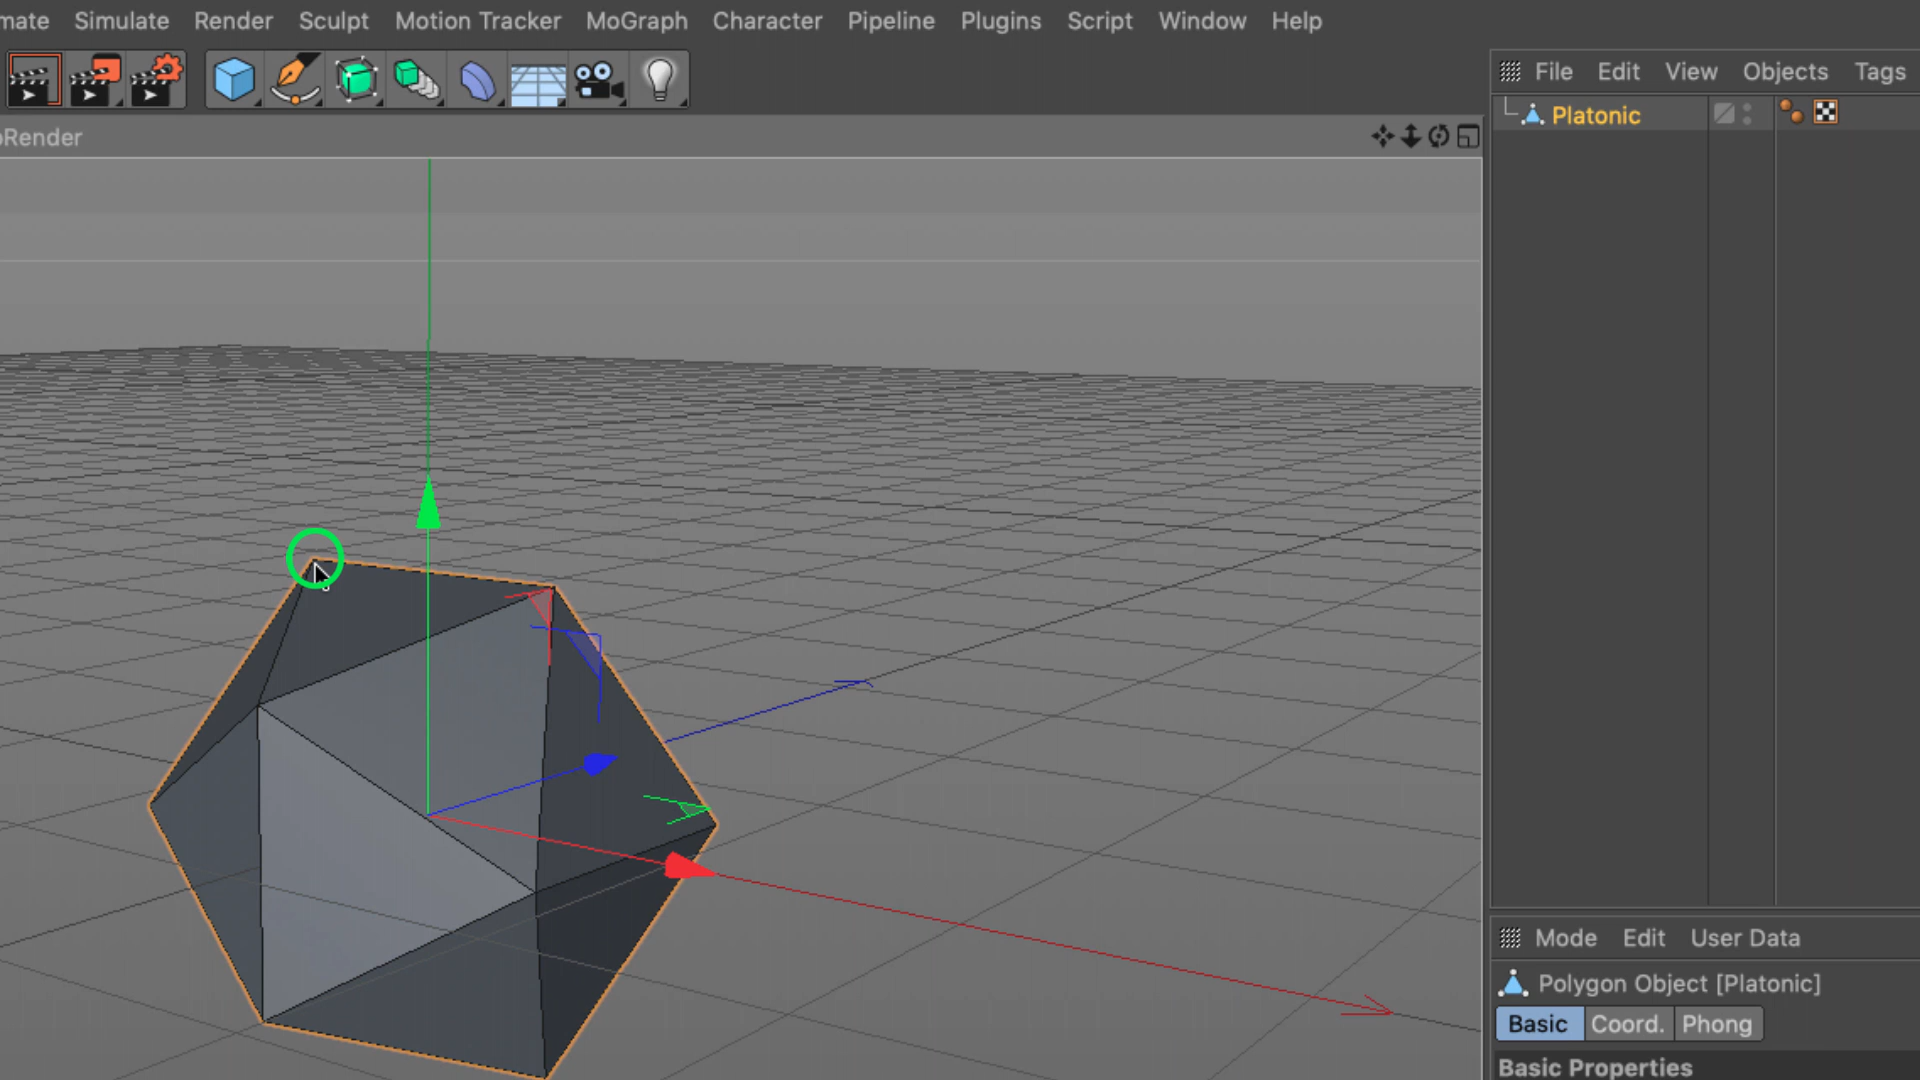 mate Simulate Render Sculpt Motion Tracker MoGraph Character Pipeline Plugins Script Window Help
File Edit View Objects Tags
Platonic
oRender
Mode Edit User Data
Polygon Object [Platonic]
Basic Coord. Phong
Basic Properties